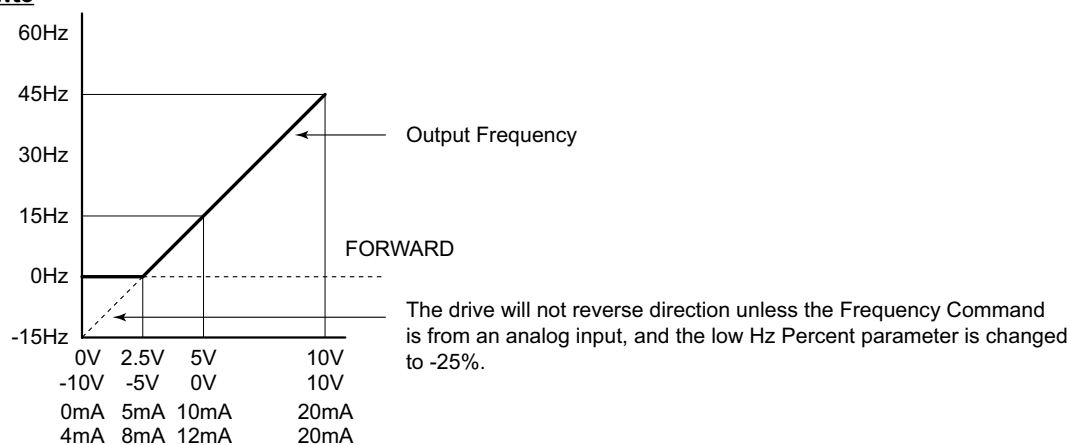 60Hz
45Hz
Output Frequency
30Hz
15Hz
FORWARD
0Hz
The drive will not reverse direction unless the Frequency Command
is from an analog input, and the low Hz Percent parameter is changed
to -25%.
-15Hz
0V 2.5V 5V 10V
-10V -5V 0V 10V
0mA 5mA 10mA 20mA
4mA 8mA 12mA 20mA